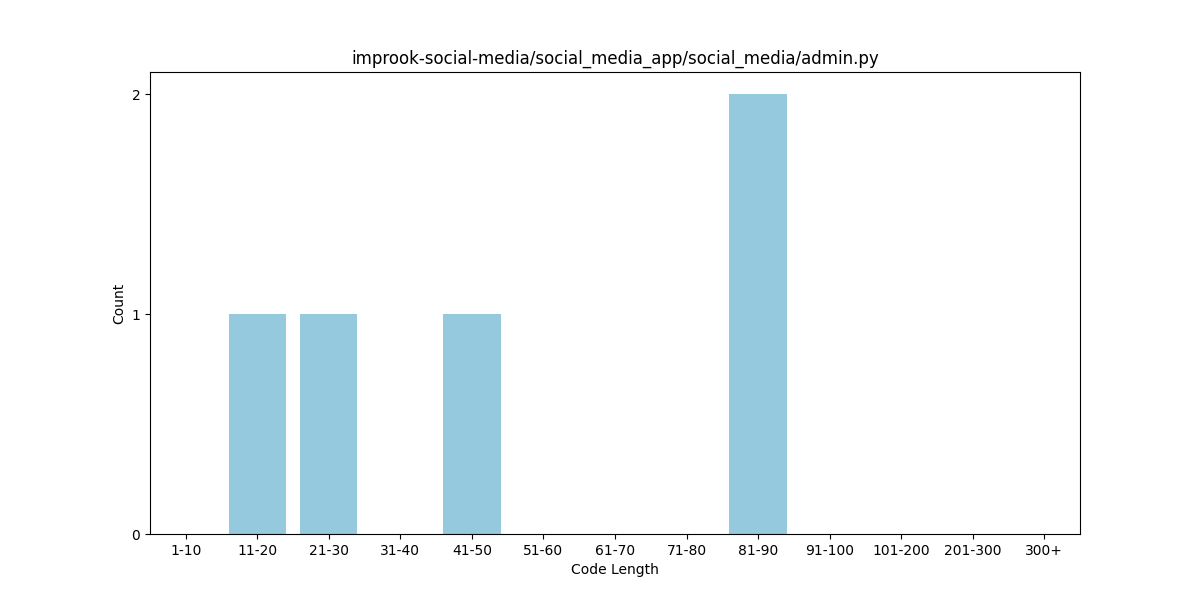 improok-social-media/social_media_app/social_media/admin.py
2
1
0
Count
1-10 11-20 21-30 31-40 41-50 51-60 61-70 71-80 81-90 91-100 101-200 201-300 300+
Code Length